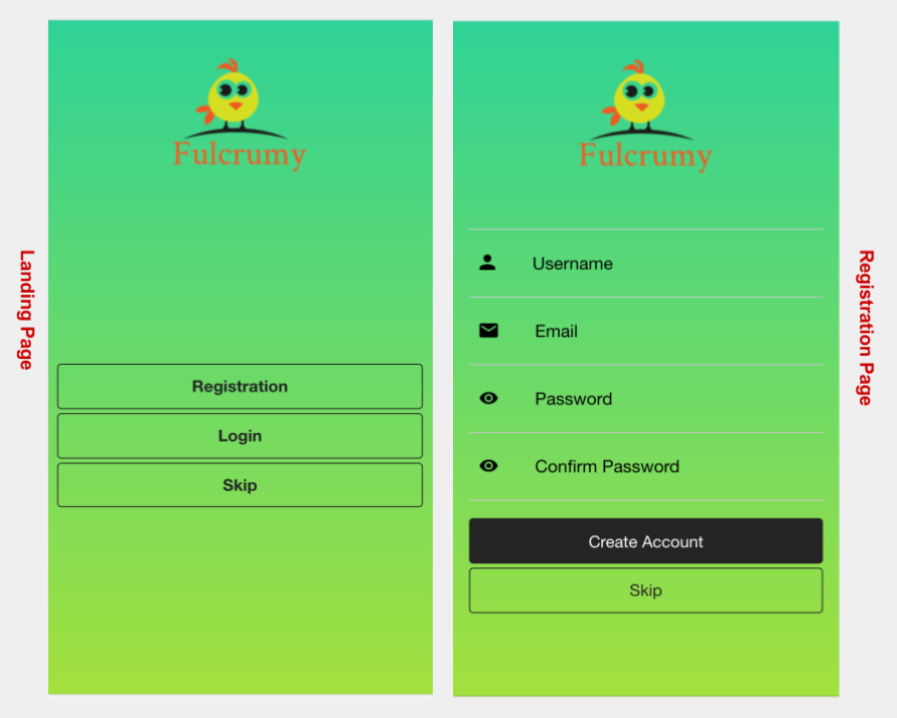 Landing Page
Fulcrumy
Registration
Login
Skip
Fulcrumy
Username
Email
Password
Confirm Password
Create Account
Skip
Registration Page